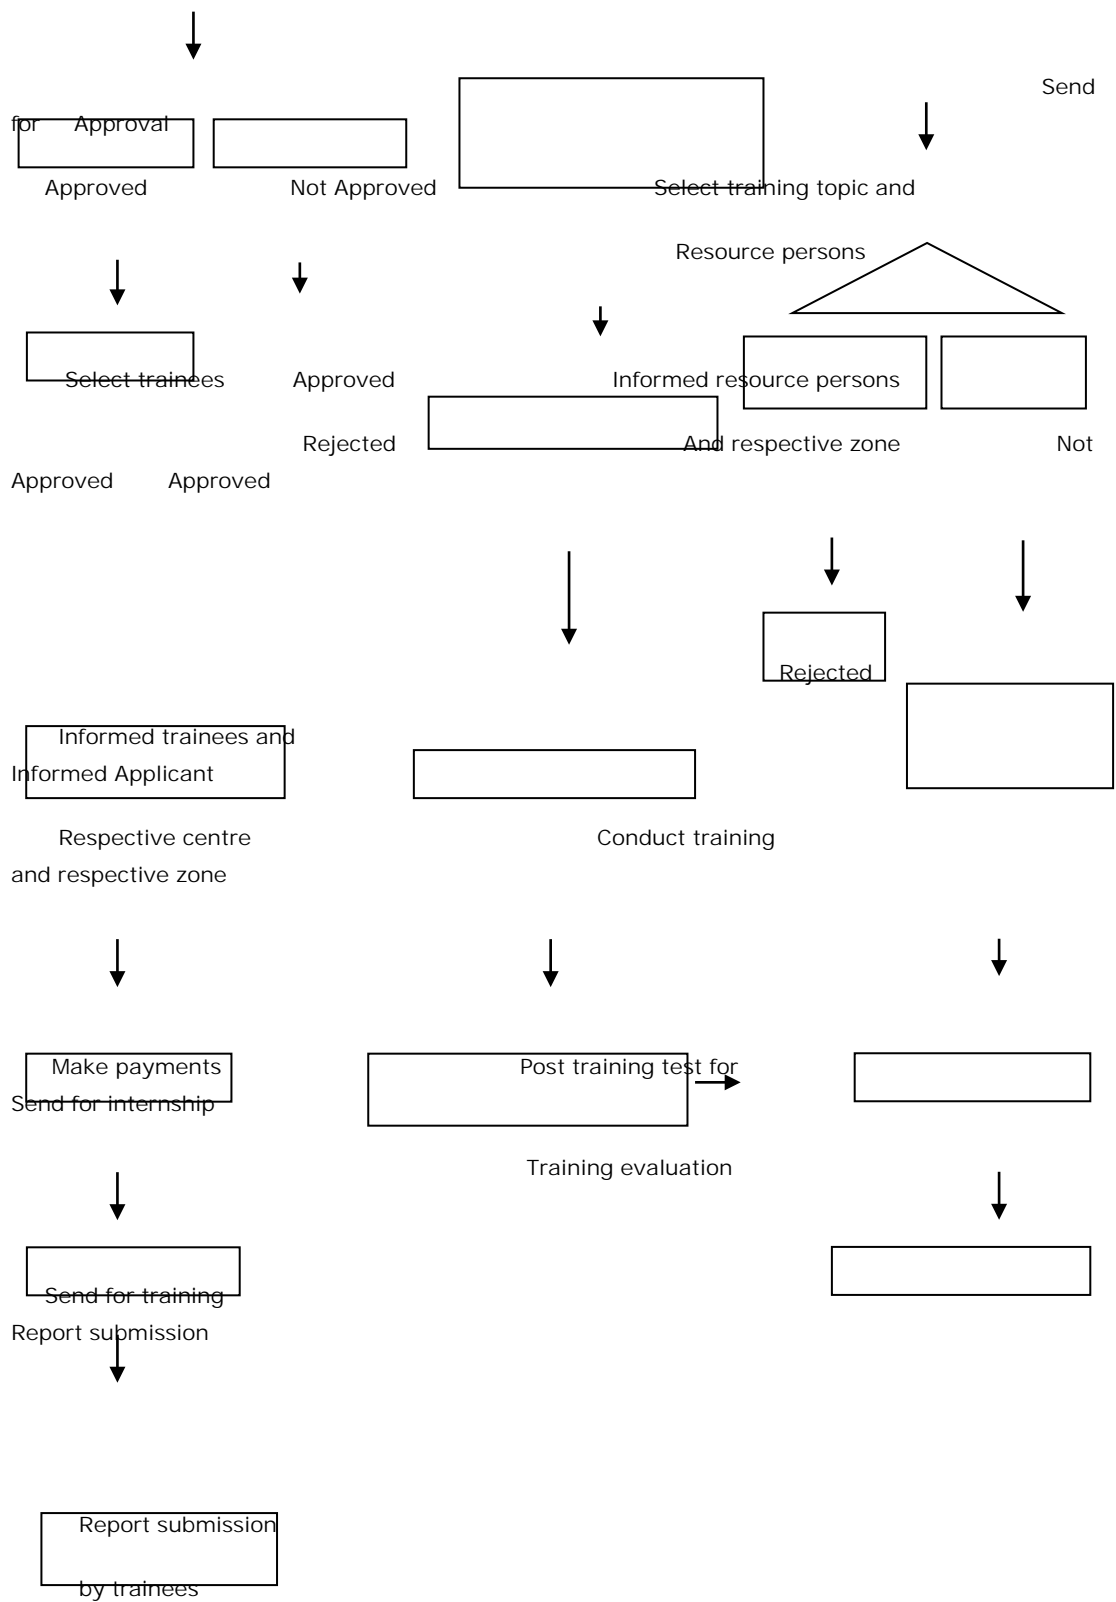 Send
for Approval
Approved Not Approved Select training topic and
Resource persons
Select trainees Approved Informed resource persons
Rejected And respective zone Not
Approved Approved
Rejected
Informed trainees and
Informed Applicant
Respective centre Conduct training
and respective zone
Make payments Post training test for
Send for internship
Training evaluation
Send for training
Report submission
Report submission
by trainees